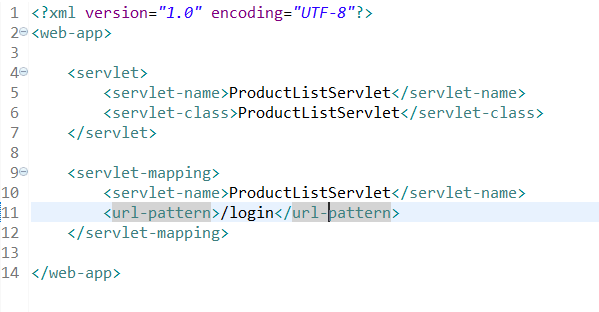 1 <?xml version="1.0" encoding="UTF-8"?>
2 <web-app>
3
4 <servlet>
5 <servlet-name>ProductListServlet</servlet-name>
6 <servlet-class>ProductListServlet</servlet-class>
7 </servlet>
8
9 <servlet-mapping>
10 <servlet-name>ProductListServlet</servlet-name>
11 <url-pattern>/login</url-pattern>
12 </servlet-mapping>
13
14 </web-app>